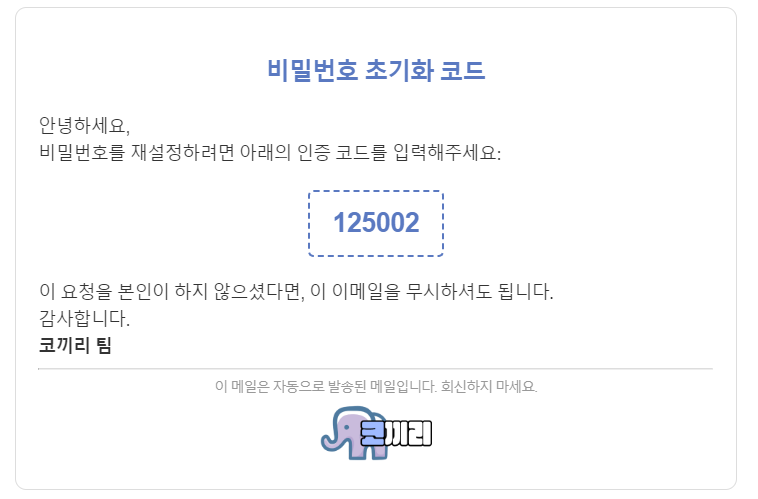 비밀번호 초기화 코드
안녕하세요,
비밀번호를 재설정하려면 아래의 인증 코드를 입력해주세요:
125002
이 요청을 본인이 하지 않으셨다면, 이 이메일을 무시하셔도 됩니다.
감사합니다.
코끼리 팀
이 메일은 자동으로 발송된 메일입니다. 회신하지 마세요.
코끼리